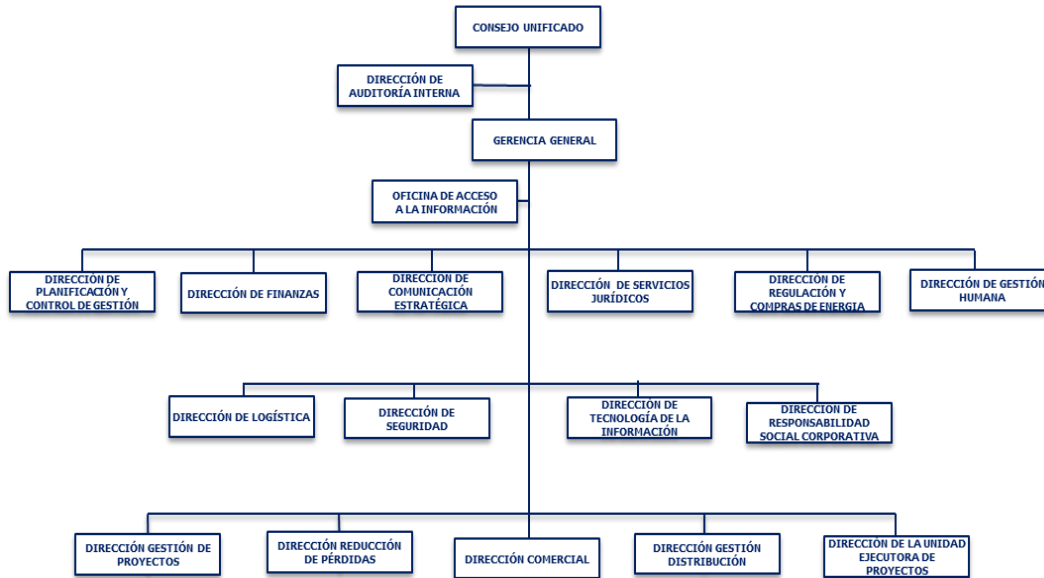 CONSEJO UNIFICADO
DIRECCIÓN DE
AUDITORÍA INTERNA
GERENCIA GENERAL
OFICINA DE ACCESO
A LA INFORMACIÓN
DIRECCIÓN DE
PLANIFICACIÓN Y
CONTROL DE GESTIÓN
DIRECCIÓN DE FINANZAS
DIRECCIÓN DE
COMUNICACIÓN
ESTRATÉGICA
DIRECCIÓN DE SERVICIOS
JURÍDICOS
DIRECCIÓN DE
REGULACIÓN Y
COMPRAS DE ENERGIA
DIRECCIÓN DE GESTIÓN
HUMANA
DIRECCIÓN DE LOGÍSTICA
DIRECCIÓN DE
SEGURIDAD
DIRECCIÓN DE
TECNOLOGÍA DE LA
INFORMACIÓN
DIRECCIÓN DE
RESPONSABILIDAD
SOCIAL CORPORATIVA
DIRECCIÓN GESTIÓN DE
PROYECTOS
DIRECCIÓN REDUCCIÓN
DE PÉRDIDAS
DIRECCIÓN COMERCIAL
DIRECCIÓN GESTIÓN
DISTRIBUCIÓN
DIRECCIÓN DE LA UNIDAD
EJECUTORA DE
PROYECTOS